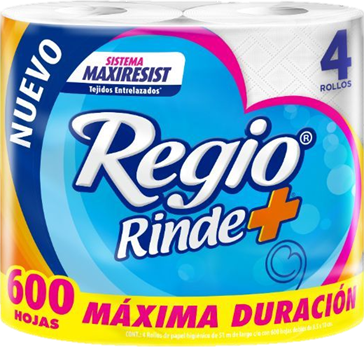 NUEVO
SISTEMA
MAXIRESIST
Tejidos Entrelazados*
4
ROLLOS
Regio®
Rinde+
600
HOJAS
MÁXIMA DURACIÓN